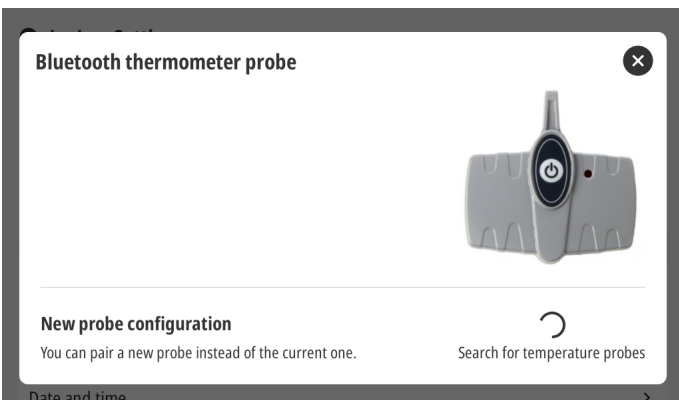 Bluetooth thermometer probe
New probe configuration
You can pair a new probe instead of the current one.
Search for temperature probes
Date and time